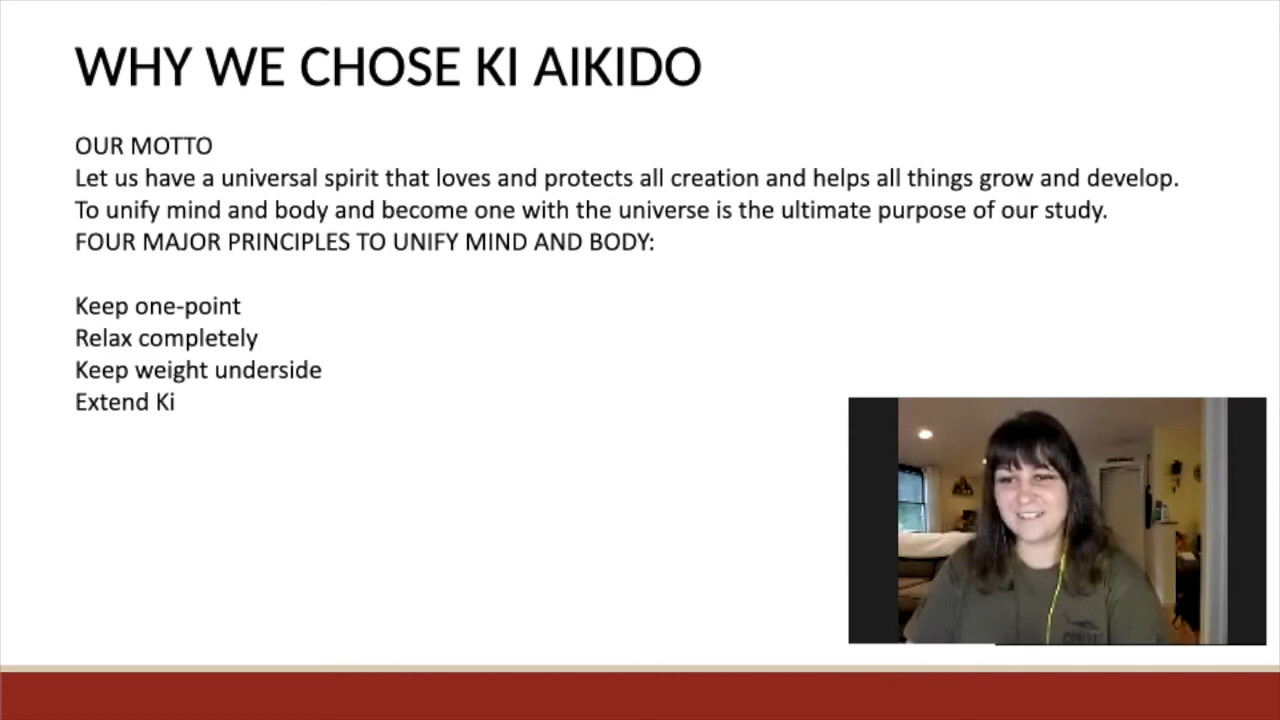 WHY WE CHOSE KI AIKIDO
OUR MOTTO
Let us have a universal spirit that loves and protects all creation and helps all things grow and develop.
To unify mind and body and become one with the universe is the ultimate purpose of our study.
FOUR MAJOR PRINCIPLES TO UNIFY MIND AND BODY:
Keep one-point
Relax completely
Keep weight underside
Extend Ki